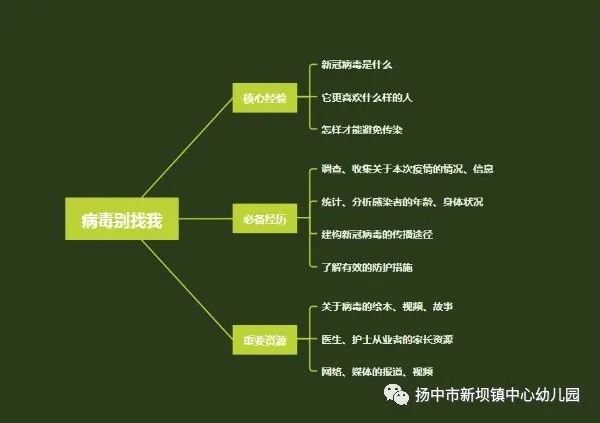 病毒别找我
核心经验
新冠病毒是什么
它更喜欢什么样的人
怎样才能避免传染
必备经历
调查、收集关于本次疫情的情况、信息
统计、分析感染者的年龄、身体状况
建构新冠病毒的传播途径
了解有效的防护措施
重要资源
关于病毒的绘本、视频、故事
医生、护士从业者的家长资源
网络、媒体的报道、视频
扬中市新坝镇中心幼儿园